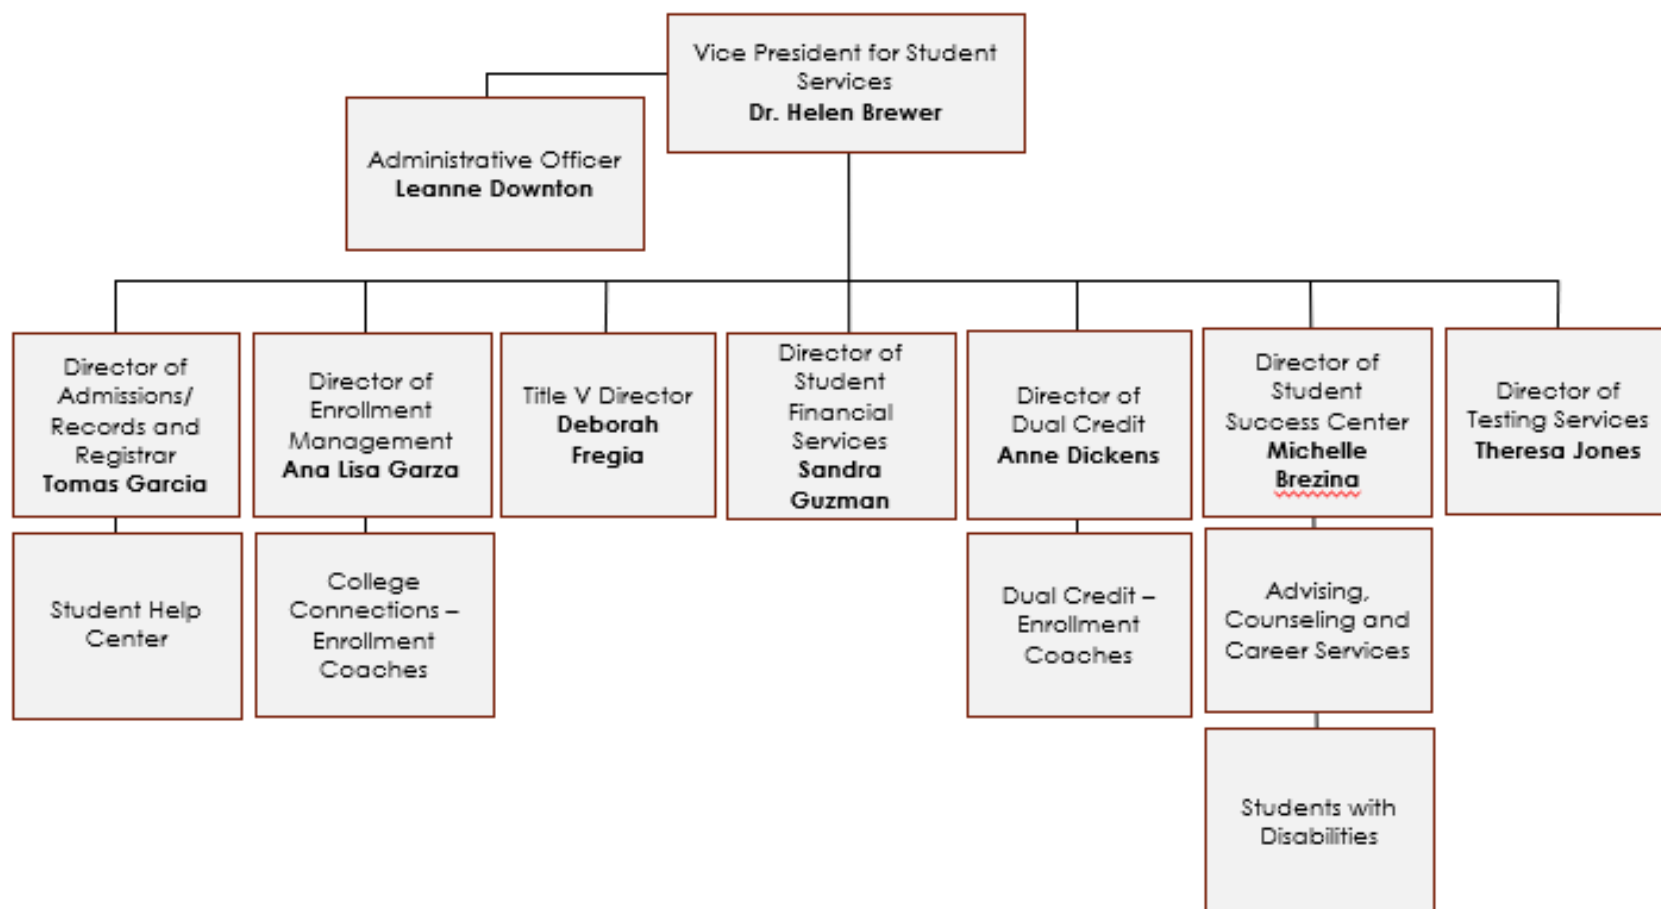 Vice President for Student
Services
Dr. Helen Brewer
Administrative Officer
Leanne Downton
Director of
Admissions/
Records and
Registrar
Tomas Garcia
Director of
Enrollment
Management
Ana Lisa Garza
Title V Director
Deborah
Fregia
Director of
Student
Financial
Services
Sandra
Guzman
Director of
Dual Credit
Anne Dickens
Director of
Student
Success Center
Michelle
Brezina
Director of
Testing Services
Theresa Jones
Student Help
Center
College
Connections –
Enrollment
Coaches
Dual Credit –
Enrollment
Coaches
Advising,
Counseling and
Career Services
Students with
Disabilities